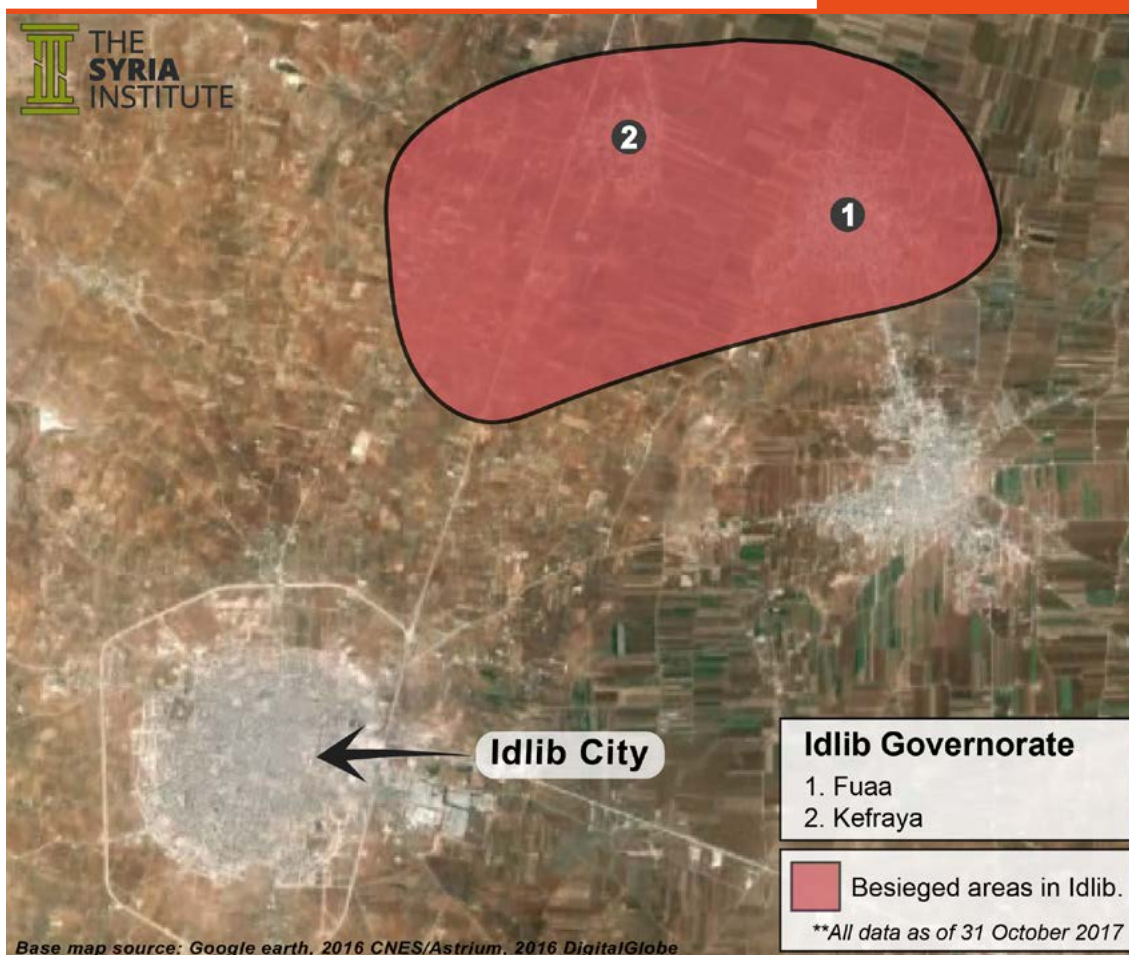 THE
SYRIA
INSTITUTE
2
1
Idlib City
Idlib Governorate
1. Fuaa
2. Kefraya
Besieged areas in Idlib.
**All data as of 31 October 2017
Base map source: Google earth, 2016 CNES/Astrium, 2016 DigitalGlobe